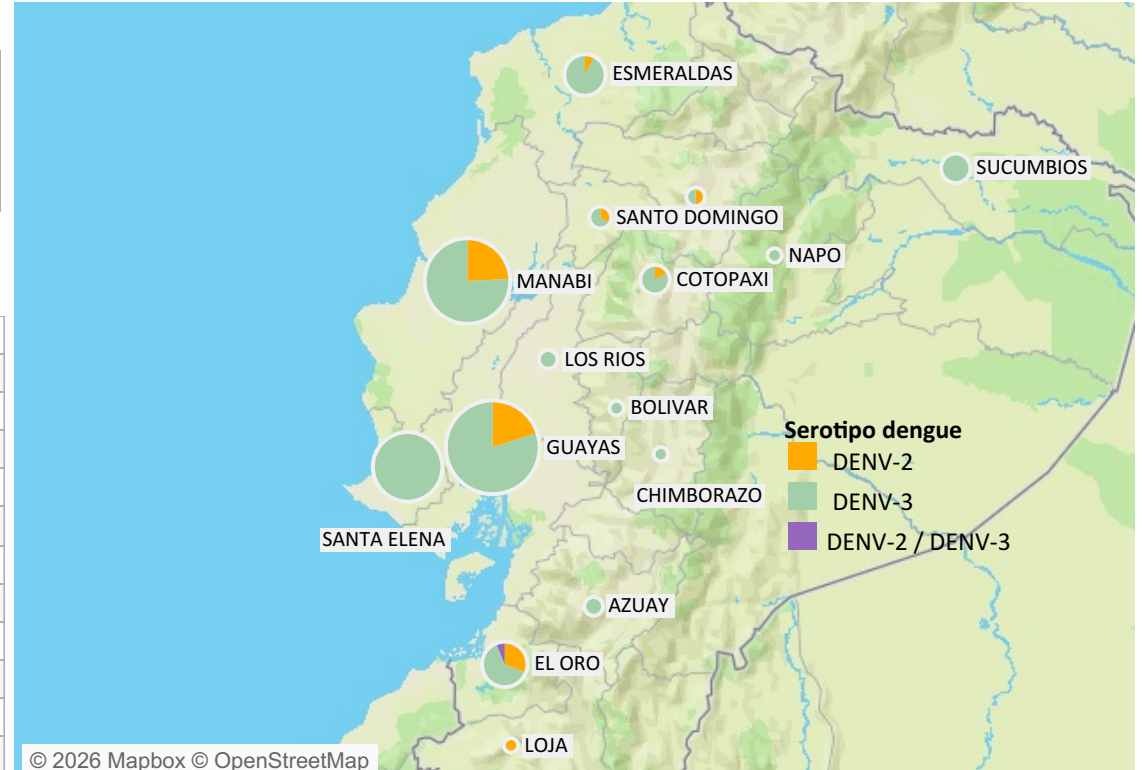 ESMERALDAS
SUCUMBIOS
SANTO DOMINGO
NAPO
COTOPAXI
MANABI
LOS RIOS
BOLIVAR
GUAYAS
Serotipo dengue
DENV-2
DENV-3
DENV-2 / DENV-3
CHIMBORAZO
SANTA ELENA
AZUAY
EL ORO
LOJA
© 2026 Mapbox © OpenStreetMap